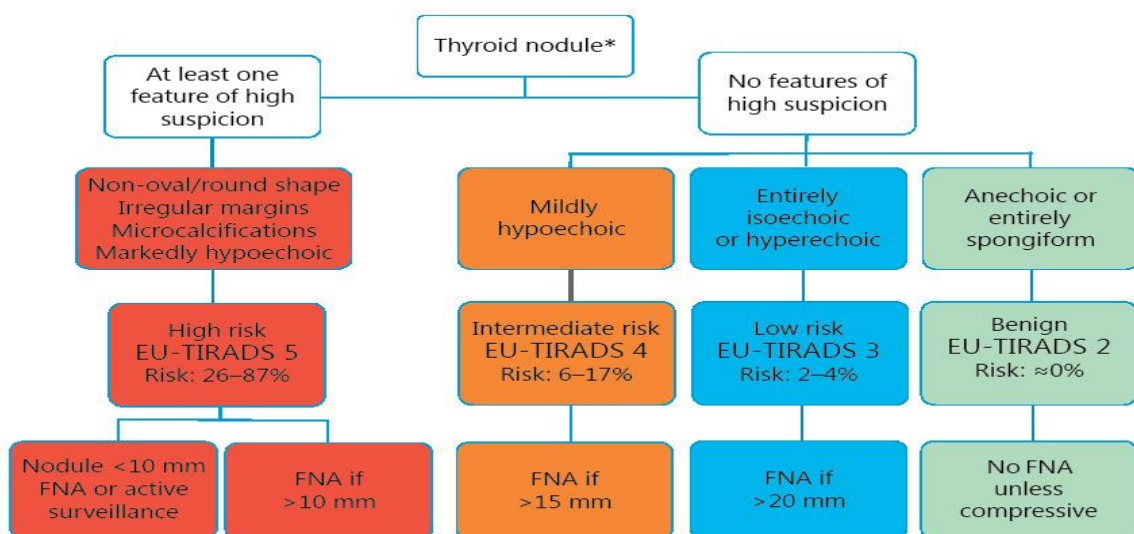 Thyroid nodule*
At least one
feature of high
suspicion
No features of
high suspicion
Non-oval/round shape
Irregular margins
Microcalcifications
Markedly hypoechoic
Mildly
hypoechoic
Entirely
isoechoic
or hyperechoic
Anechoic or
entirely
spongiform
High risk
EU-TIRADS 5
Risk: 26–87%
Intermediate risk
EU-TIRADS 4
Risk: 6–17%
Low risk
EU-TIRADS 3
Risk: 2–4%
Benign
EU-TIRADS 2
Risk: ≈0%
Nodule <10 mm
FNA or active
surveillance
FNA if
>10 mm
FNA if
>15 mm
FNA if
>20 mm
No FNA
unless
compressive